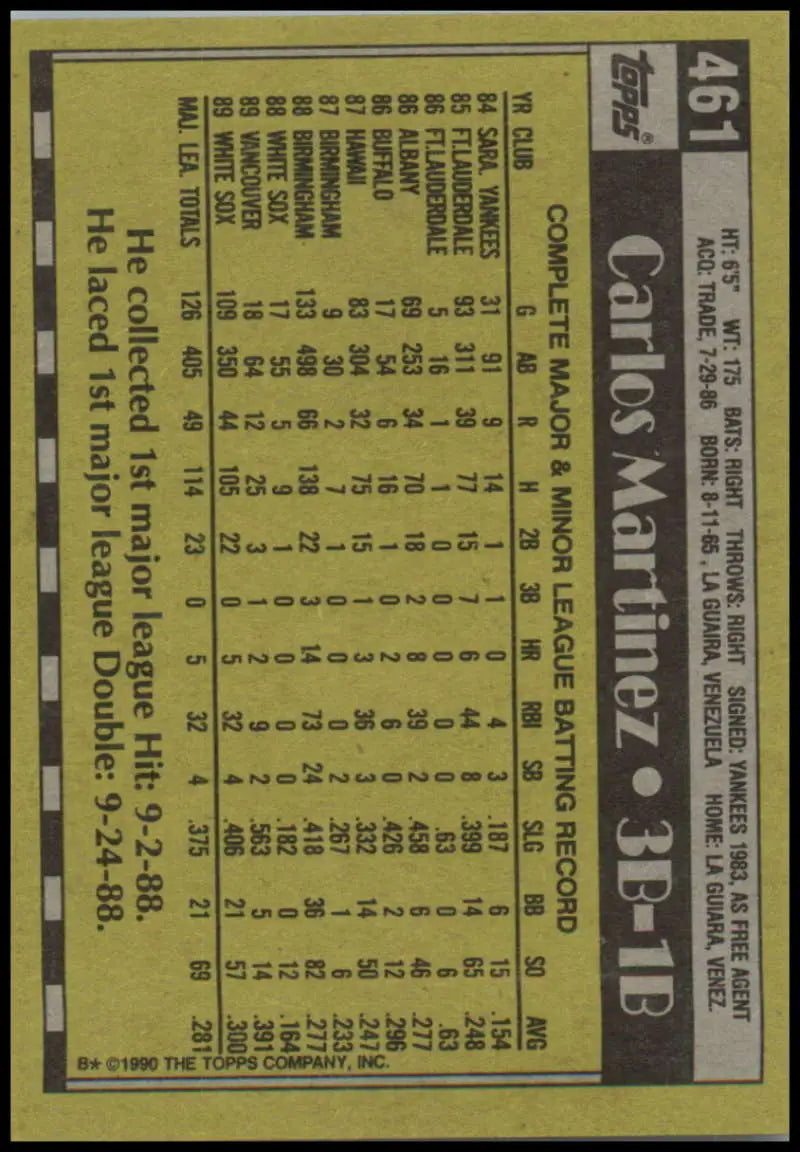 461
TOPPS®
HT: 6'5" WT: 175 BATS: RIGHT THROWS: RIGHT SIGNED: YANKEES 1983, AS FREE AGENT
ACQ: TRADE, 7-29-86 BORN: 8-11-65, LA GUAIRA, VENEZUELA HOME: LA GUIARA, VENEZ.
Carlos Martinez • 3B-1B
COMPLETE MAJOR & MINOR LEAGUE BATTING RECORD
YR CLUB G AB R H 2B 3B HR RBI SB SLG BB SO AVG
84 SARA. YANKEES 31 91 9 14 1 1 0 4 3 .187 6 15 .154
85 FT.LAUDERDALE 93 311 39 77 15 7 6 44 8 .399 14 65 .248
86 FT.LAUDERDALE 5 16 1 1 0 0 0 0 0 .63 0 6 .63
86 ALBANY 69 253 34 70 18 2 8 39 2 .458 6 46 .277
86 BUFFALO 17 54 6 16 1 0 2 6 0 .426 2 12 .296
87 HAWAII 83 304 32 75 15 1 3 36 3 .332 14 50 .247
87 BIRMINGHAM 9 30 2 7 1 0 0 0 2 .267 1 6 .233
88 BIRMINGHAM 133 498 66 138 22 3 14 73 24 .418 36 82 .277
88 WHITE SOX 17 55 5 9 1 0 0 0 0 .182 0 12 .164
89 VANCOUVER 18 64 12 25 3 1 2 9 2 .563 5 14 .391
89 WHITE SOX 109 350 44 105 22 0 5 32 4 .406 21 57 .300
MAJ. LEA. TOTALS 126 405 49 114 23 0 5 32 4 .375 21 69 .281
He collected 1st major league Hit: 9-2-88.
He laced 1st major league Double: 9-24-88.
B* ©1990 THE TOPPS COMPANY, INC.